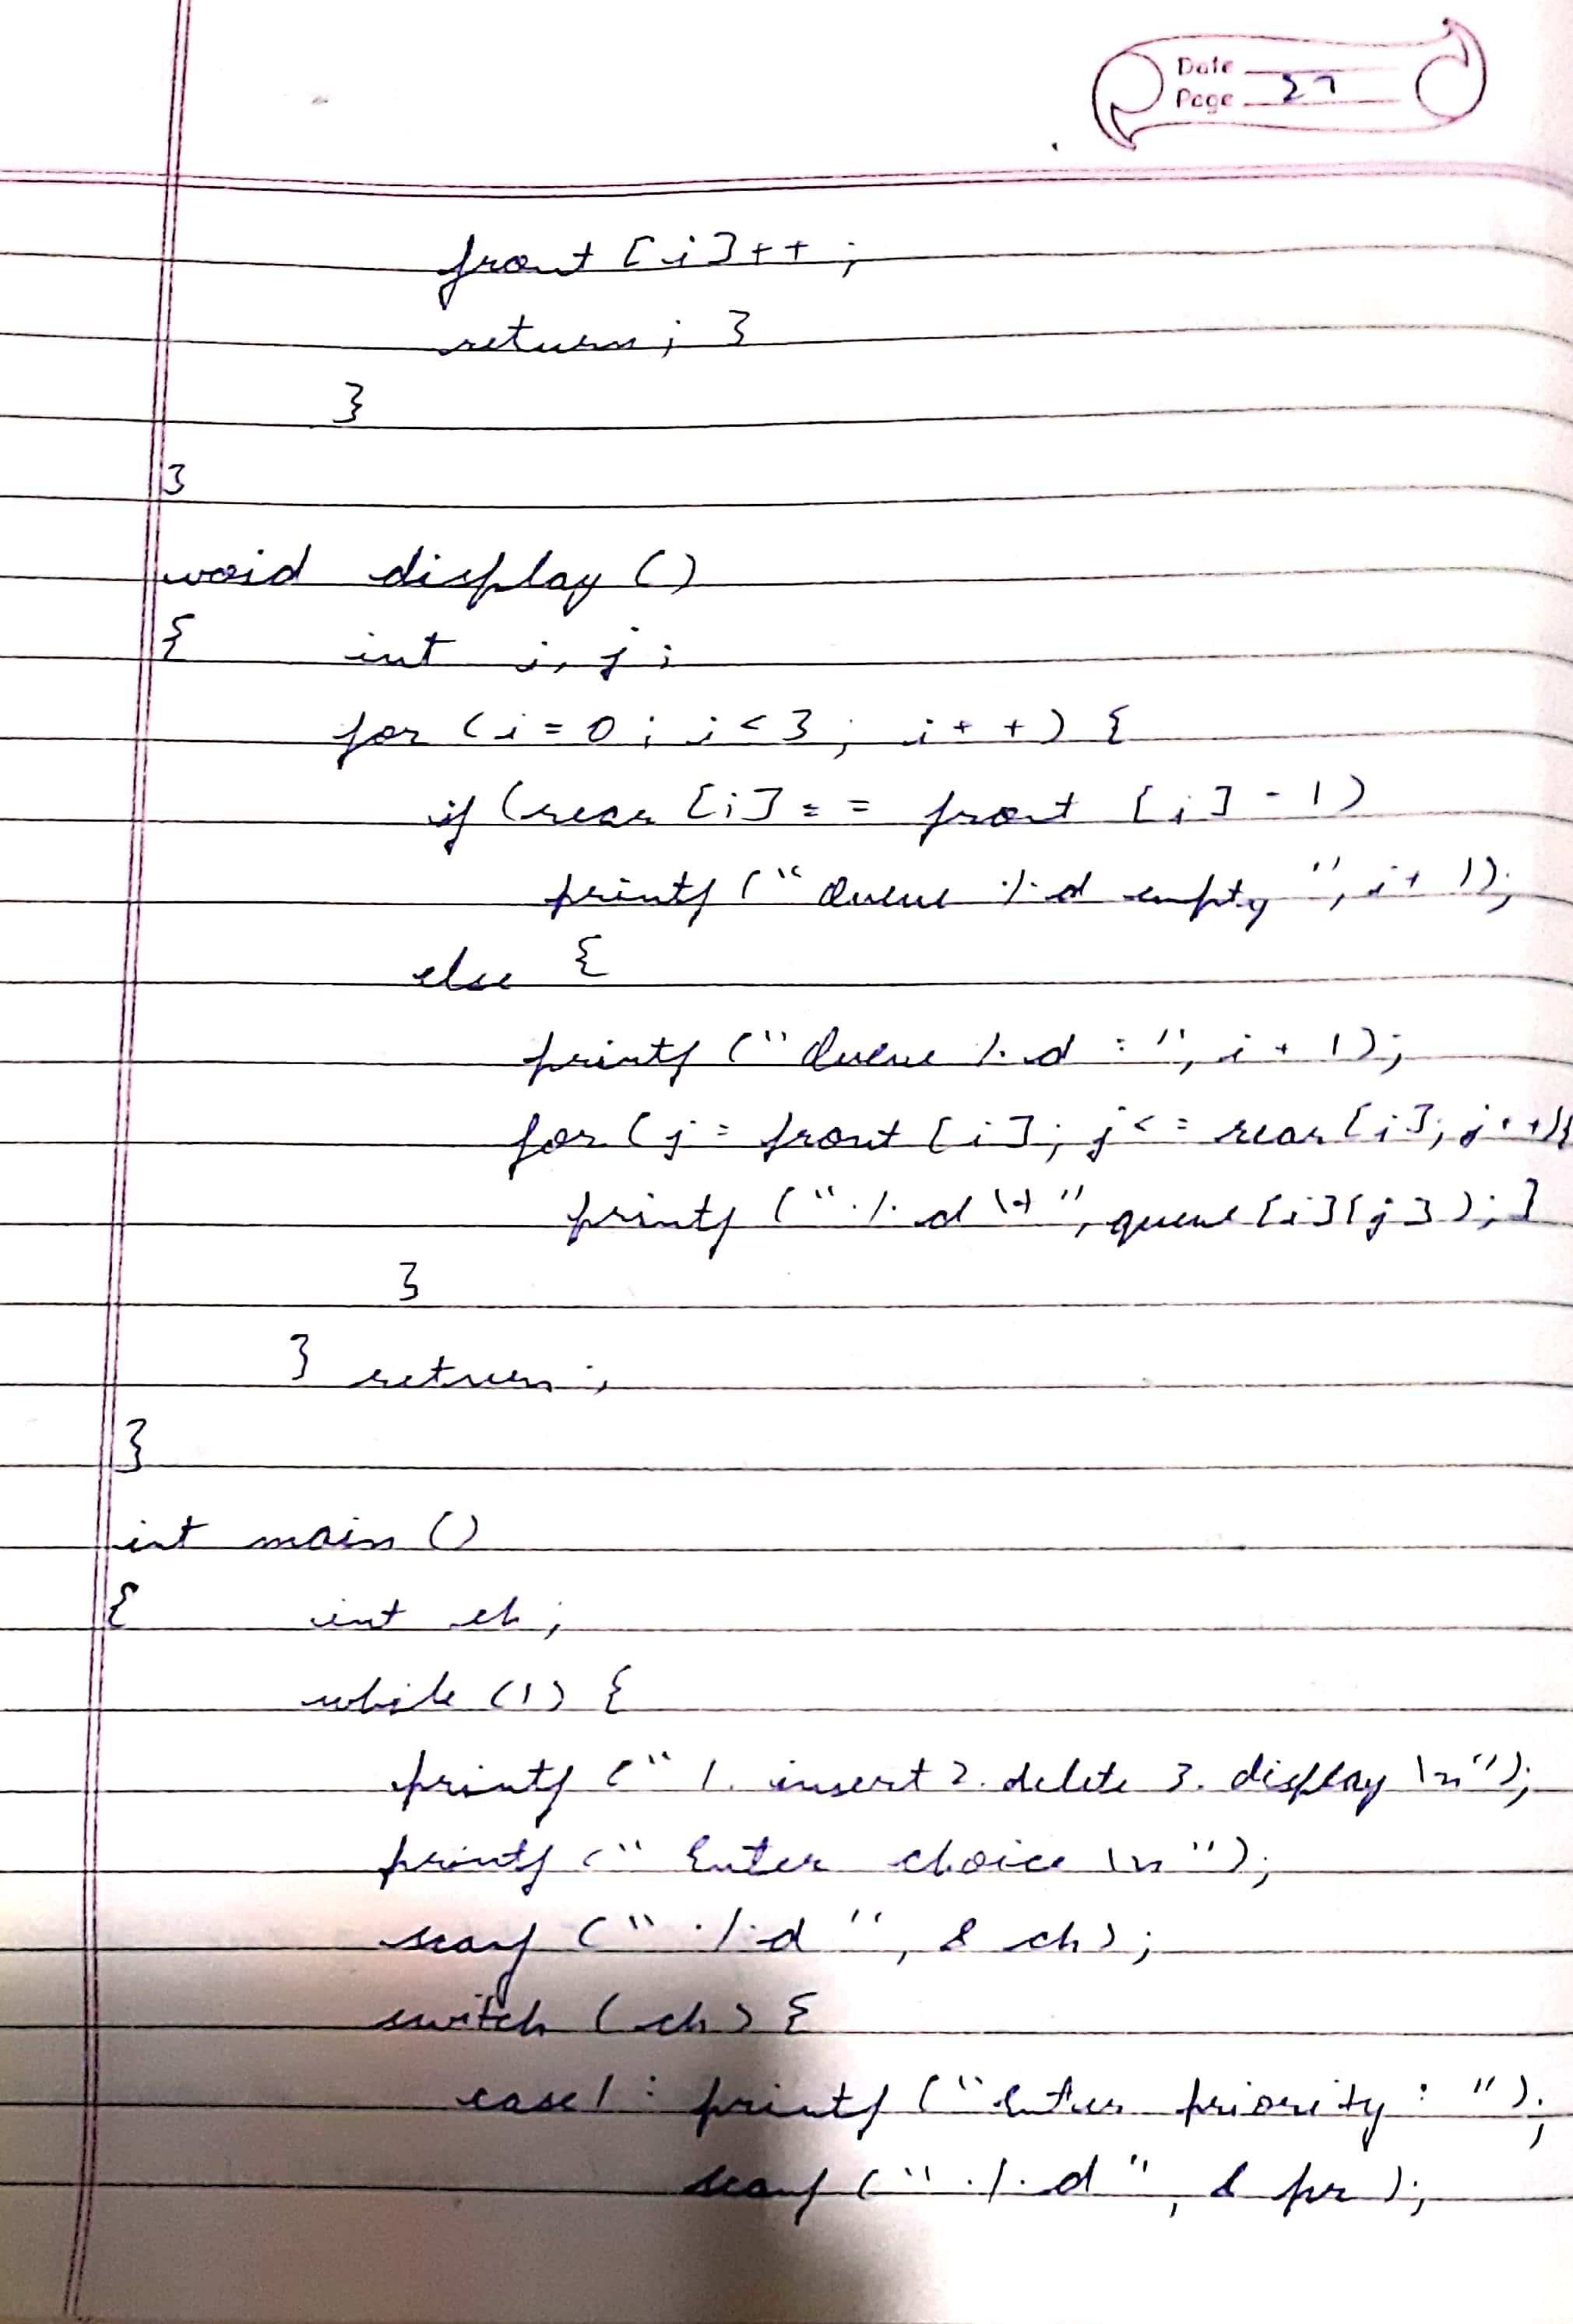 Date
Page 27
front [i]++;
return; }
}
}
void display ()
{ int i, j;
for (i = 0; i < 3; i++) {
if (rear [i] == front [i] - 1)
printf ("Queue %d empty", i+1);
else {
printf ("Queue %d : ", i + 1);
for (j = front [i]; j <= rear [i]; j++){
printf ("%d \t", queue [i][j]); }
}
} return;
}
int main ()
{ int ch;
while (1) {
printf (" 1. insert 2. delete 3. display \n");
printf (" Enter choice \n");
scanf ("%d", & ch);
switch (ch) {
case 1 : printf ("Enter priority : ");
scanf ("%d", & pr);